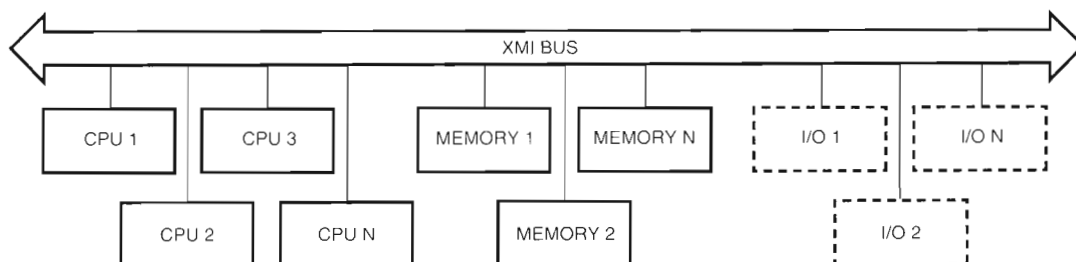 XMI BUS
CPU 1
CPU 3
MEMORY 1
MEMORY N
I/O 1
I/O N
CPU 2
CPU N
MEMORY 2
I/O 2